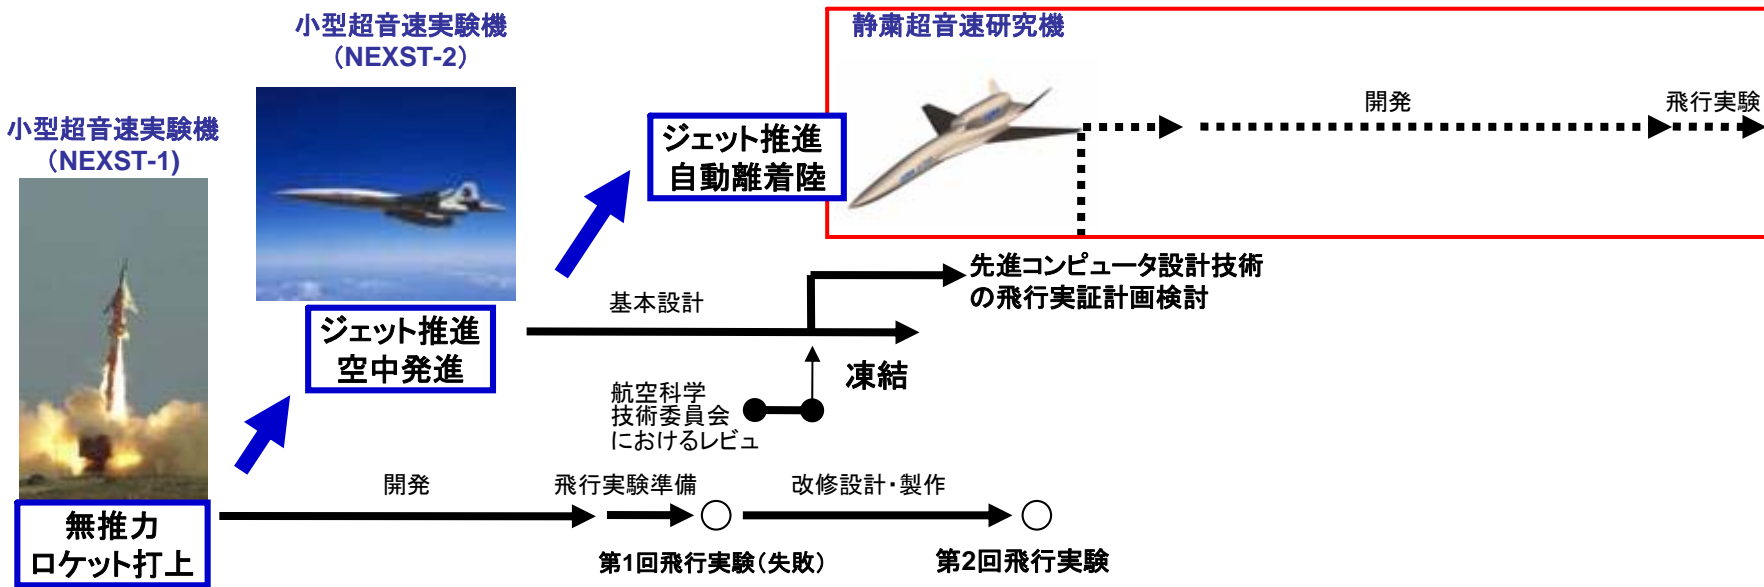 小型超音速実験機
（NEXST-1)
無推力
ロケット打上
小型超音速実験機
（NEXST-2）
ジェット推進
空中発進
静粛超音速研究機
ジェット推進
自動離着陸
開発
飛行実験
先進コンピュータ設計技術
の飛行実証計画検討
基本設計
凍結
航空科学
技術委員会
におけるレビュ
開発
飛行実験準備
改修設計・製作
第1回飛行実験(失敗)
第2回飛行実験